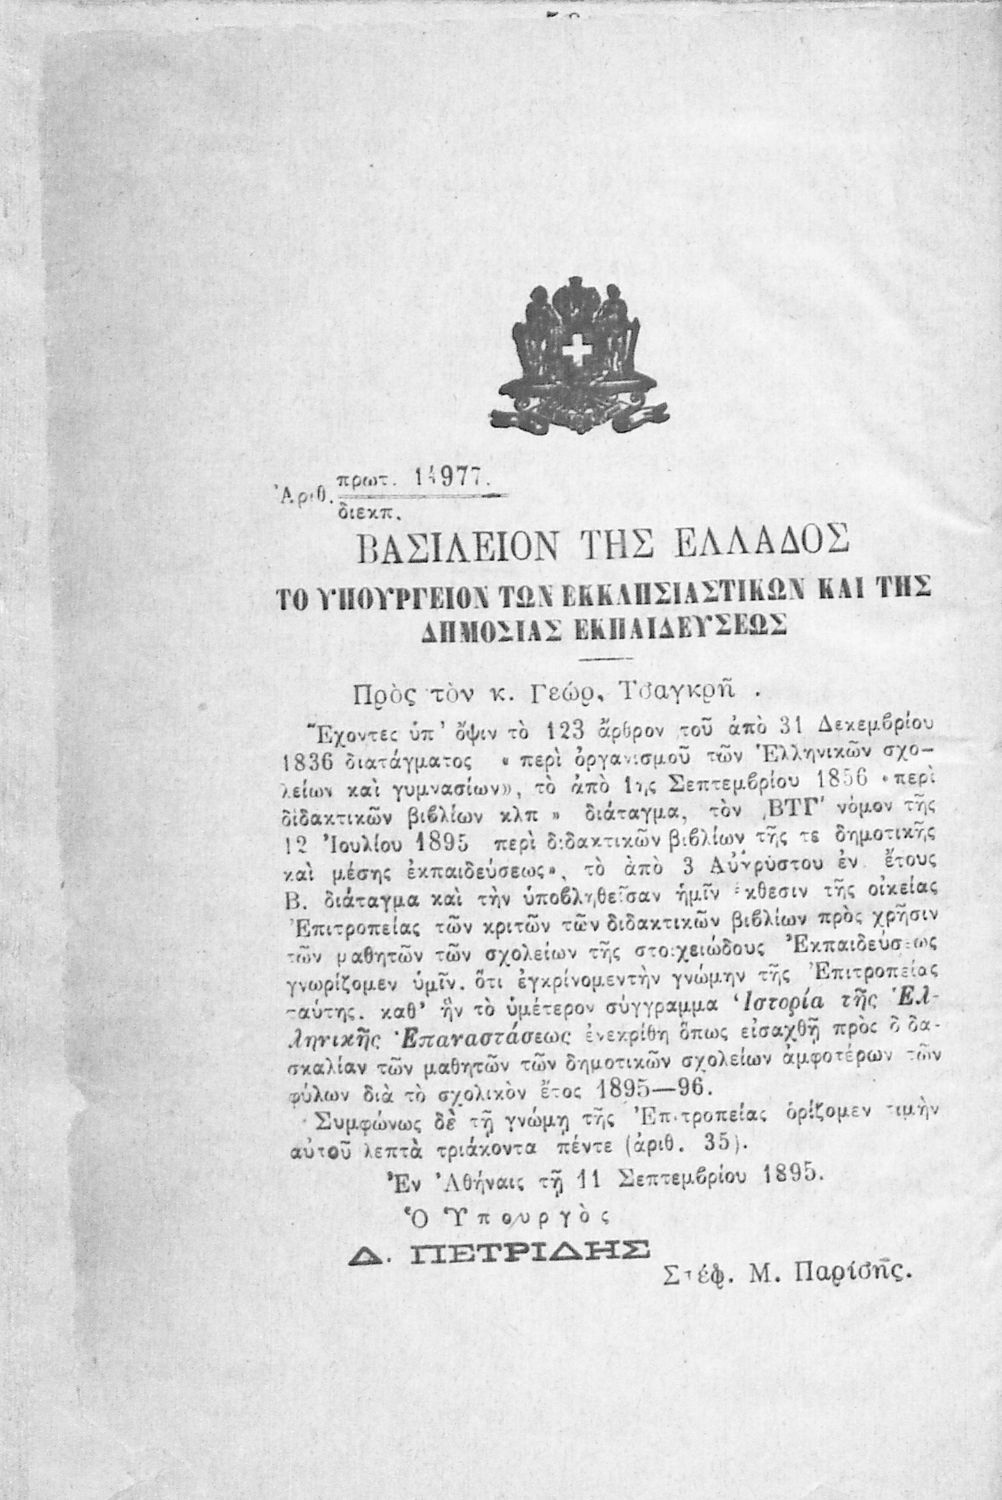 Ἀριθ. πρωτ. 14977.
διεκπ.
ΒΑΣΙΛΕΙΟΝ ΤΗΣ ΕΛΛΑΔΟΣ
ΤΟ ΥΠΟΥΡΓΕΙΟΝ ΤΩΝ ΕΚΚΛΗΣΙΑΣΤΙΚΩΝ ΚΑΙ ΤΗΣ
ΔΗΜΟΣΙΑΣ ΕΚΠΑΙΔΕΥΣΕΩΣ
Πρὸς τὸν κ. Γεώρ. Τσαγκρῆ .
Ἔχοντες ὑπ' ὄψιν τὸ 123 ἄρθρον τοῦ ἀπὸ 31 Δεκεμβρίου
1836 διατάγματος « περὶ ὀργανισμοῦ τῶν Ἑλληνικῶν σχο-
λείων καὶ γυμνασίων», τὸ ἀπὸ 1ης Σεπτεμβρίου 1856 «περὶ
διδακτικῶν βιβλίων κλπ » διάταγμα, τὸν ͵ΒΤΓ' νόμον τῆς
12 Ἰουλίου 1895 περὶ διδακτικῶν βιβλίων τῆς τε δημοτικῆς
καὶ μέσης ἐκπαιδεύσεως», τὸ ἀπὸ 3 Αὐγούστου ἐν. ἔτους
Β. διάταγμα καὶ τὴν ὑποβληθεῖσαν ἡμῖν ἔκθεσιν τῆς οἰκείας
Ἐπιτροπείας τῶν κριτῶν τῶν διδακτικῶν βιβλίων πρὸς χρῆσιν
τῶν μαθητῶν τῶν σχολείων τῆς στοιχειώδους Ἐκπαιδεύσεως
γνωρίζομεν ὑμῖν. ὅτι ἐγκρίνομεν τὴν γνώμην τῆς Ἐπιτροπείας
ταύτης. καθ' ἣν τὸ ὑμέτερον σύγγραμμα Ἱστορία τῆς Ἑλ-
ληνικῆς Ἐπαναστάσεως ἐνεκρίθη ὅπως εἰσαχθῇ πρὸς διδα-
σκαλίαν τῶν μαθητῶν τῶν δημοτικῶν σχολείων ἀμφοτέρων τῶν
φύλων διὰ τὸ σχολικὸν ἔτος 1895—96.
Συμφώνως δὲ τῇ γνώμῃ τῆς Ἐπιτροπείας ὁρίζομεν τιμὴν
αὐτοῦ λεπτὰ τριάκοντα πέντε (ἀριθ. 35).
Ἐν Ἀθήναις τῇ 11 Σεπτεμβρίου 1895.
Ὁ Ὑπουργὸς
Δ. ΠΕΤΡΙΔΗΣ
Στέφ. Μ. Παρίσης.